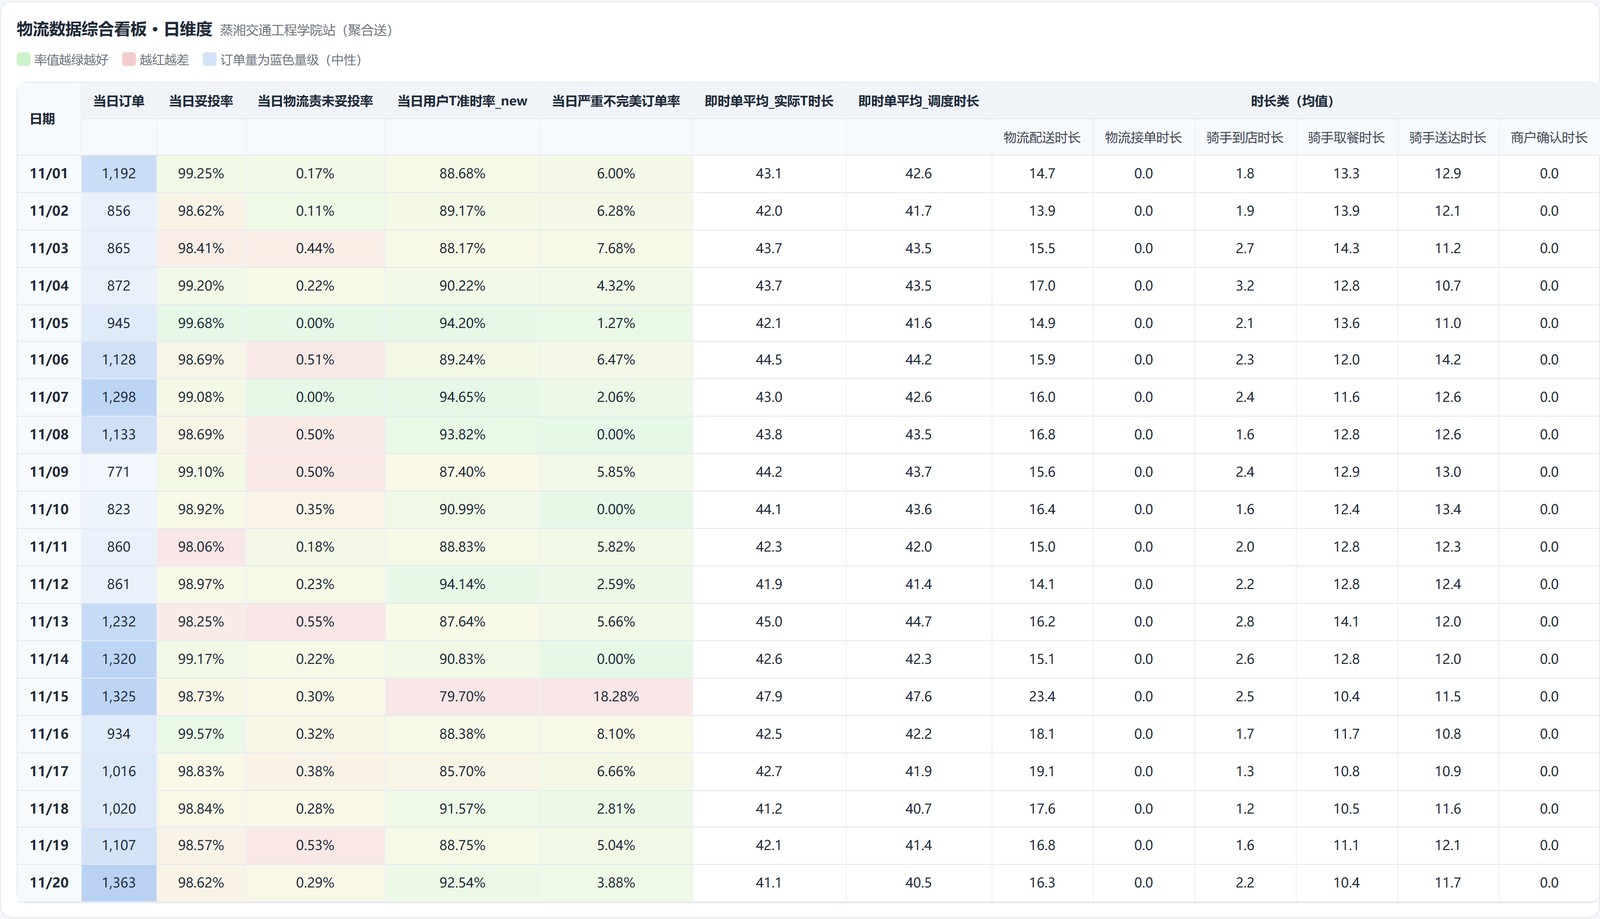 物流数据综合看板 • 日维度 蒸湘交通工程学院站（聚合送）
率值越绿越好 越红越差 订单量为蓝色量级（中性）
日期 当日订单 当日妥投率 当日物流责未妥投率 当日用户T准时率_new 当日严重不完美订单率 即时单平均_实际T时长 即时单平均_调度时长 时长类（均值）
物流配送时长 物流接单时长 骑手到店时长 骑手取餐时长 骑手送达时长 商户确认时长
11/01 1,192 99.25% 0.17% 88.68% 6.00% 43.1 42.6 14.7 0.0 1.8 13.3 12.9 0.0
11/02 856 98.62% 0.11% 89.17% 6.28% 42.0 41.7 13.9 0.0 1.9 13.9 12.1 0.0
11/03 865 98.41% 0.44% 88.17% 7.68% 43.7 43.5 15.5 0.0 2.7 14.3 11.2 0.0
11/04 872 99.20% 0.22% 90.22% 4.32% 43.7 43.5 17.0 0.0 3.2 12.8 10.7 0.0
11/05 945 99.68% 0.00% 94.20% 1.27% 42.1 41.6 14.9 0.0 2.1 13.6 11.0 0.0
11/06 1,128 98.69% 0.51% 89.24% 6.47% 44.5 44.2 15.9 0.0 2.3 12.0 14.2 0.0
11/07 1,298 99.08% 0.00% 94.65% 2.06% 43.0 42.6 16.0 0.0 2.4 11.6 12.6 0.0
11/08 1,133 98.69% 0.50% 93.82% 0.00% 43.8 43.5 16.8 0.0 1.6 12.8 12.6 0.0
11/09 771 99.10% 0.50% 87.40% 5.85% 44.2 43.7 15.6 0.0 2.4 12.9 13.0 0.0
11/10 823 98.92% 0.35% 90.99% 0.00% 44.1 43.6 16.4 0.0 1.6 12.4 13.4 0.0
11/11 860 98.06% 0.18% 88.83% 5.82% 42.3 42.0 15.0 0.0 2.0 12.8 12.3 0.0
11/12 861 98.97% 0.23% 94.14% 2.59% 41.9 41.4 14.1 0.0 2.2 12.8 12.4 0.0
11/13 1,232 98.25% 0.55% 87.64% 5.66% 45.0 44.7 16.2 0.0 2.8 14.1 12.0 0.0
11/14 1,320 99.17% 0.22% 90.83% 0.00% 42.6 42.3 15.1 0.0 2.6 12.8 12.0 0.0
11/15 1,325 98.73% 0.30% 79.70% 18.28% 47.9 47.6 23.4 0.0 2.5 10.4 11.5 0.0
11/16 934 99.57% 0.32% 88.38% 8.10% 42.5 42.2 18.1 0.0 1.7 11.7 10.8 0.0
11/17 1,016 98.83% 0.38% 85.70% 6.66% 42.7 41.9 19.1 0.0 1.3 10.8 10.9 0.0
11/18 1,020 98.84% 0.28% 91.57% 2.81% 41.2 40.7 17.6 0.0 1.2 10.5 11.6 0.0
11/19 1,107 98.57% 0.53% 88.75% 5.04% 42.1 41.4 16.8 0.0 1.6 11.1 12.1 0.0
11/20 1,363 98.62% 0.29% 92.54% 3.88% 41.1 40.5 16.3 0.0 2.2 10.4 11.7 0.0